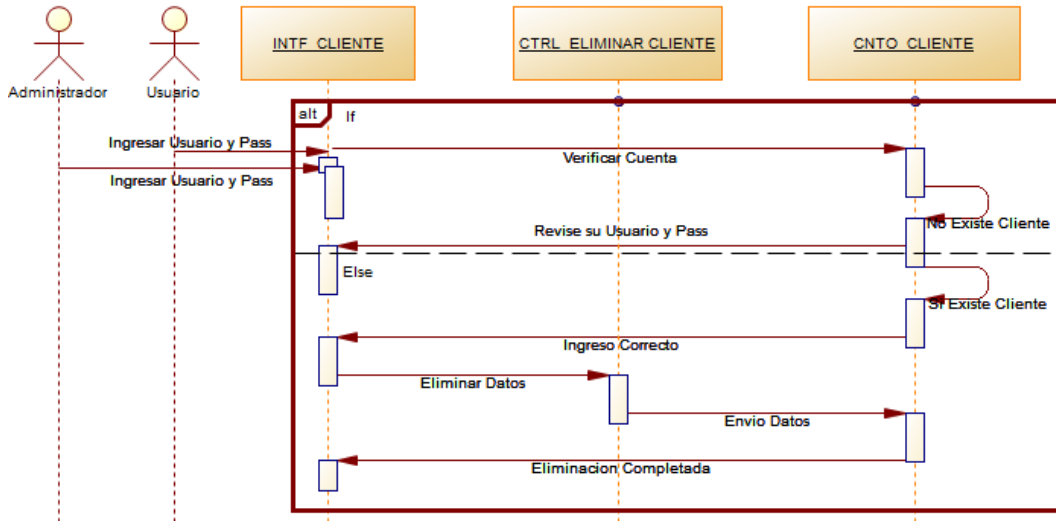 INTF_CLIENTE
CTRL_ELIMINAR CLIENTE
CNTO_CLIENTE
Administrador
Usuario
alt
If
Ingresar Usuario y Pass
Verificar Cuenta
Ingresar Usuario y Pass
No Existe Cliente
Revise su Usuario y Pass
Else
Si Existe Cliente
Ingreso Correcto
Eliminar Datos
Envio Datos
Eliminacion Completada